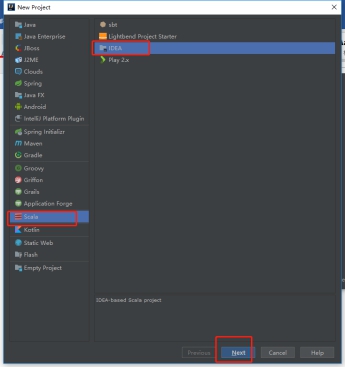 New Project
Java
Java Enterprise
JBoss
J2ME
Clouds
Spring
Java FX
Android
IntelliJ Platform Plugin
Spring Initializr
Maven
Gradle
Groovy
Griffon
Grails
Application Forge
Scala
Kotlin
Static Web
Flash
Empty Project
sbt
Lightbend Project Starter
IDEA
Play 2.x
IDEA-based Scala project
Previous
Next
Cancel
Help